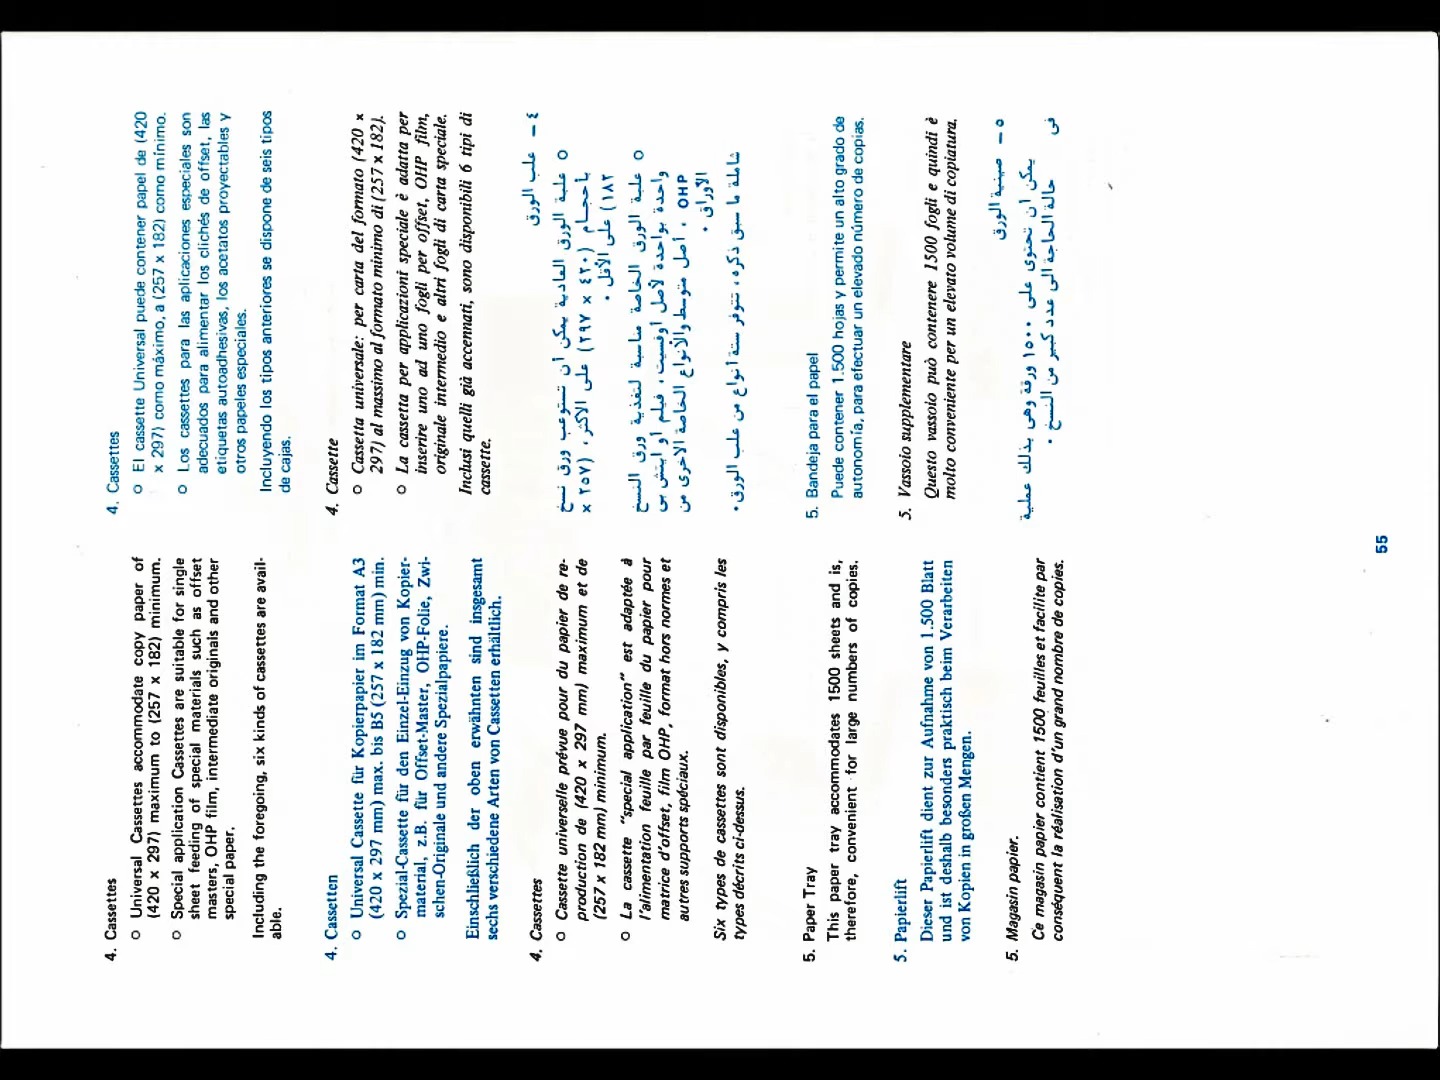 4. Cassettes
o Universal Cassettes accommodate copy paper of
(420 x 297) maximum to (257 x 182) minimum.
o Special application Cassettes are suitable for single
sheet feeding of special materials such as offset
masters, OHP film, intermediate originals and other
special paper.
Including the foregoing, six kinds of cassettes are avail-
able.
4. Cassetten
o Universal Cassette für Kopierpapier im Format A3
(420 x 297 mm) max. bis B5 (257 x 182 mm) min.
o Spezial-Cassette für den Einzel-Einzug von Kopier-
material, z.B. für Offset-Master, OHP-Folie, Zwi-
schen-Originale und andere Spezialpapiere.
Einschließlich der oben erwähnten sind insgesamt
sechs verschiedene Arten von Cassetten erhältlich.
4. Cassettes
o Cassette universelle prévue pour du papier de re-
production de (420 x 297 mm) maximum et de
(257 x 182 mm) minimum.
o La cassette "special application" est adaptée à
l'alimentation feuille par feuille du papier pour
matrice d'offset, film OHP, format hors normes et
autres supports spéciaux.
Six types de cassettes sont disponibles, y compris les
types décrits ci-dessus.
5. Paper Tray
This paper tray accommodates 1500 sheets and is,
therefore, convenient for large numbers of copies.
5. Papierlift
Dieser Papierlift dient zur Aufnahme von 1.500 Blatt
und ist deshalb besonders praktisch beim Verarbeiten
von Kopien in großen Mengen.
5. Magasin papier.
Ce magasin papier contient 1500 feuilles et facilite par
conséquent la réalisation d'un grand nombre de copies.
4. Cassettes
o El cassette Universal puede contener papel de (420
x 297) como máximo, a (257 x 182) como mínimo.
o Los cassettes para las aplicaciones especiales son
adecuados para alimentar los clichés de offset, las
etiquetas autoadhesivas, los acetatos proyectables y
otros papeles especiales.
Incluyendo los tipos anteriores se dispone de seis tipos
de cajas.
4. Cassette
o Cassetta universale: per carta del formato (420 x
297) al massimo al formato minimo di (257 x 182).
o La cassetta per applicazioni speciale è adatta per
inserire uno ad uno fogli per offset, OHP film,
originale intermedio e altri fogli di carta speciale.
Inclusi quelli già accennati, sono disponibili 6 tipi di
cassette.
٤ – علب الورق
o علبة الورق العادية يمكن أن تستوعب ورق نسخ
بأحجام (٤٢٠ × ٢٩٧) على الأكثر، (٢٥٧ ×
١٨٢) على الأقل.
o علبة الورق الخاصة مناسبة لتغذية ورق النسخ
واحدة بواحدة لأصل أوفسيت، فيلم أو ايتش بى
OHP ، أصل متوسط والأنواع الخاصة الأخرى من
الأوراق.
شاملة ما سبق ذكره، تتوفر ستة أنواع من علب الورق.
5. Bandeja para el papel
Puede contener 1.500 hojas y permite un alto grado de
autonomía, para efectuar un elevado número de copias.
5. Vassoio supplementare
Questo vassoio può contenere 1500 fogli e quindi è
molto conveniente per un elevato volume di copiatura.
٥ – صينية الورق
يمكن أن تحتوى على ١٥٠٠ ورقة وهى بذلك عملية فى
حالة الحاجة الى عدد كبير من النسخ.
55